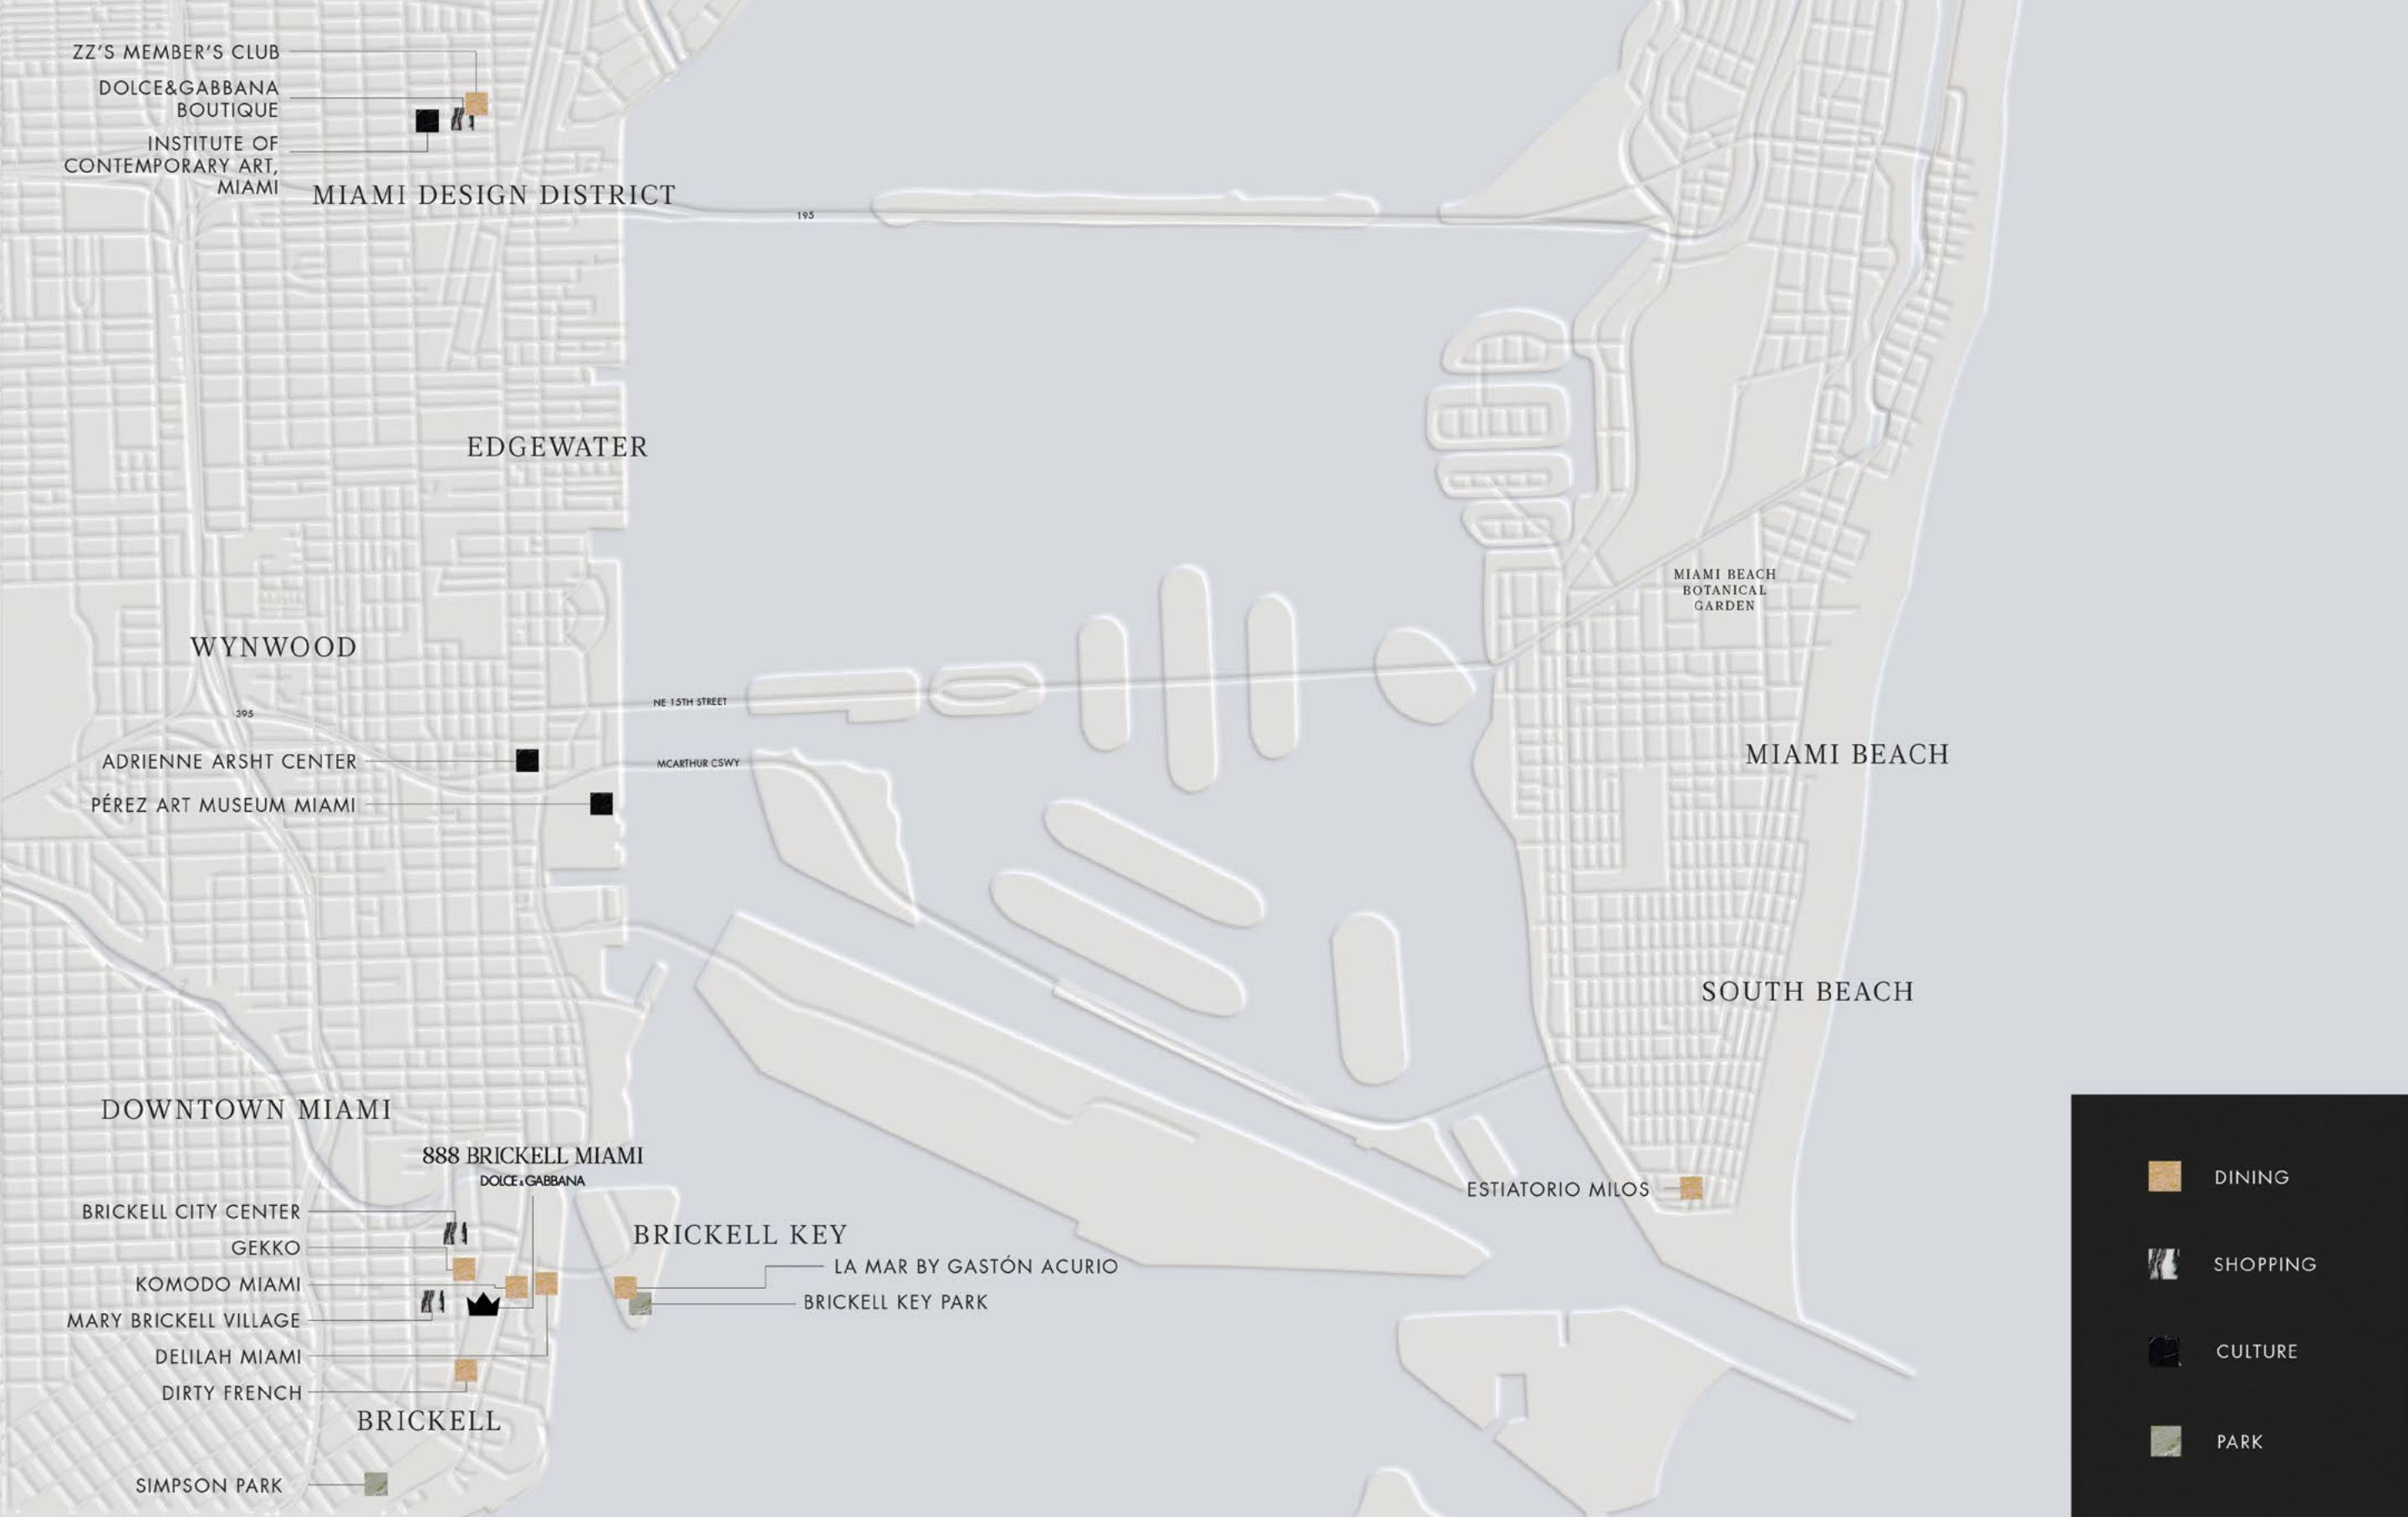 ZZ'S MEMBER'S CLUB
DOLCE&GABBANA
BOUTIQUE
INSTITUTE OF
CONTEMPORARY ART,
MIAMI
MIAMI DESIGN DISTRICT
195
EDGEWATER
MIAMI BEACH
BOTANICAL
GARDEN
WYNWOOD
NE 15TH STREET
395
ADRIENNE ARSHT CENTER
MCARTHUR CSWY
MIAMI BEACH
PÉREZ ART MUSEUM MIAMI
SOUTH BEACH
DOWNTOWN MIAMI
888 BRICKELL MIAMI
DOLCE & GABBANA
ESTIATORIO MILOS
BRICKELL CITY CENTER
GEKKO
KOMODO MIAMI
MARY BRICKELL VILLAGE
DELILAH MIAMI
DIRTY FRENCH
BRICKELL KEY
LA MAR BY GASTÓN ACURIO
BRICKELL KEY PARK
BRICKELL
SIMPSON PARK
DINING
SHOPPING
CULTURE
PARK